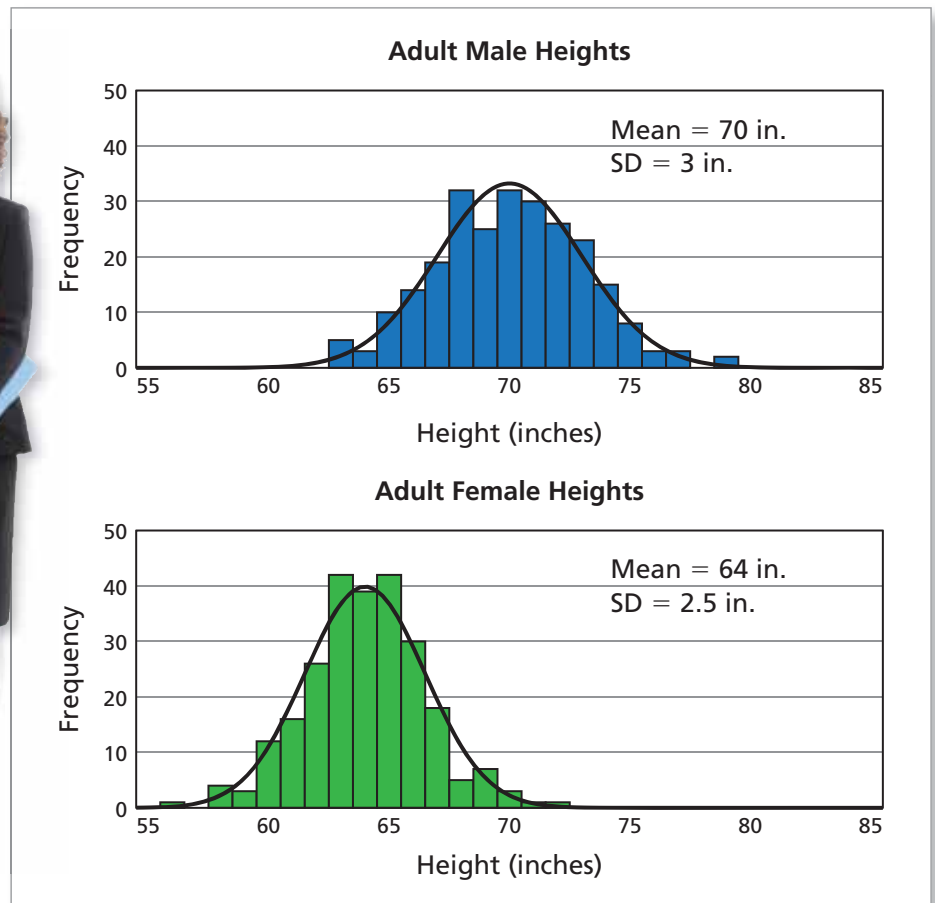 Adult Male Heights
50
40
30
20
10
0
Frequency
Mean = 70 in.
SD = 3 in.
55 60 65 70 75 80 85
Height (inches)
Adult Female Heights
50
40
30
20
10
0
Frequency
Mean = 64 in.
SD = 2.5 in.
55 60 65 70 75 80 85
Height (inches)